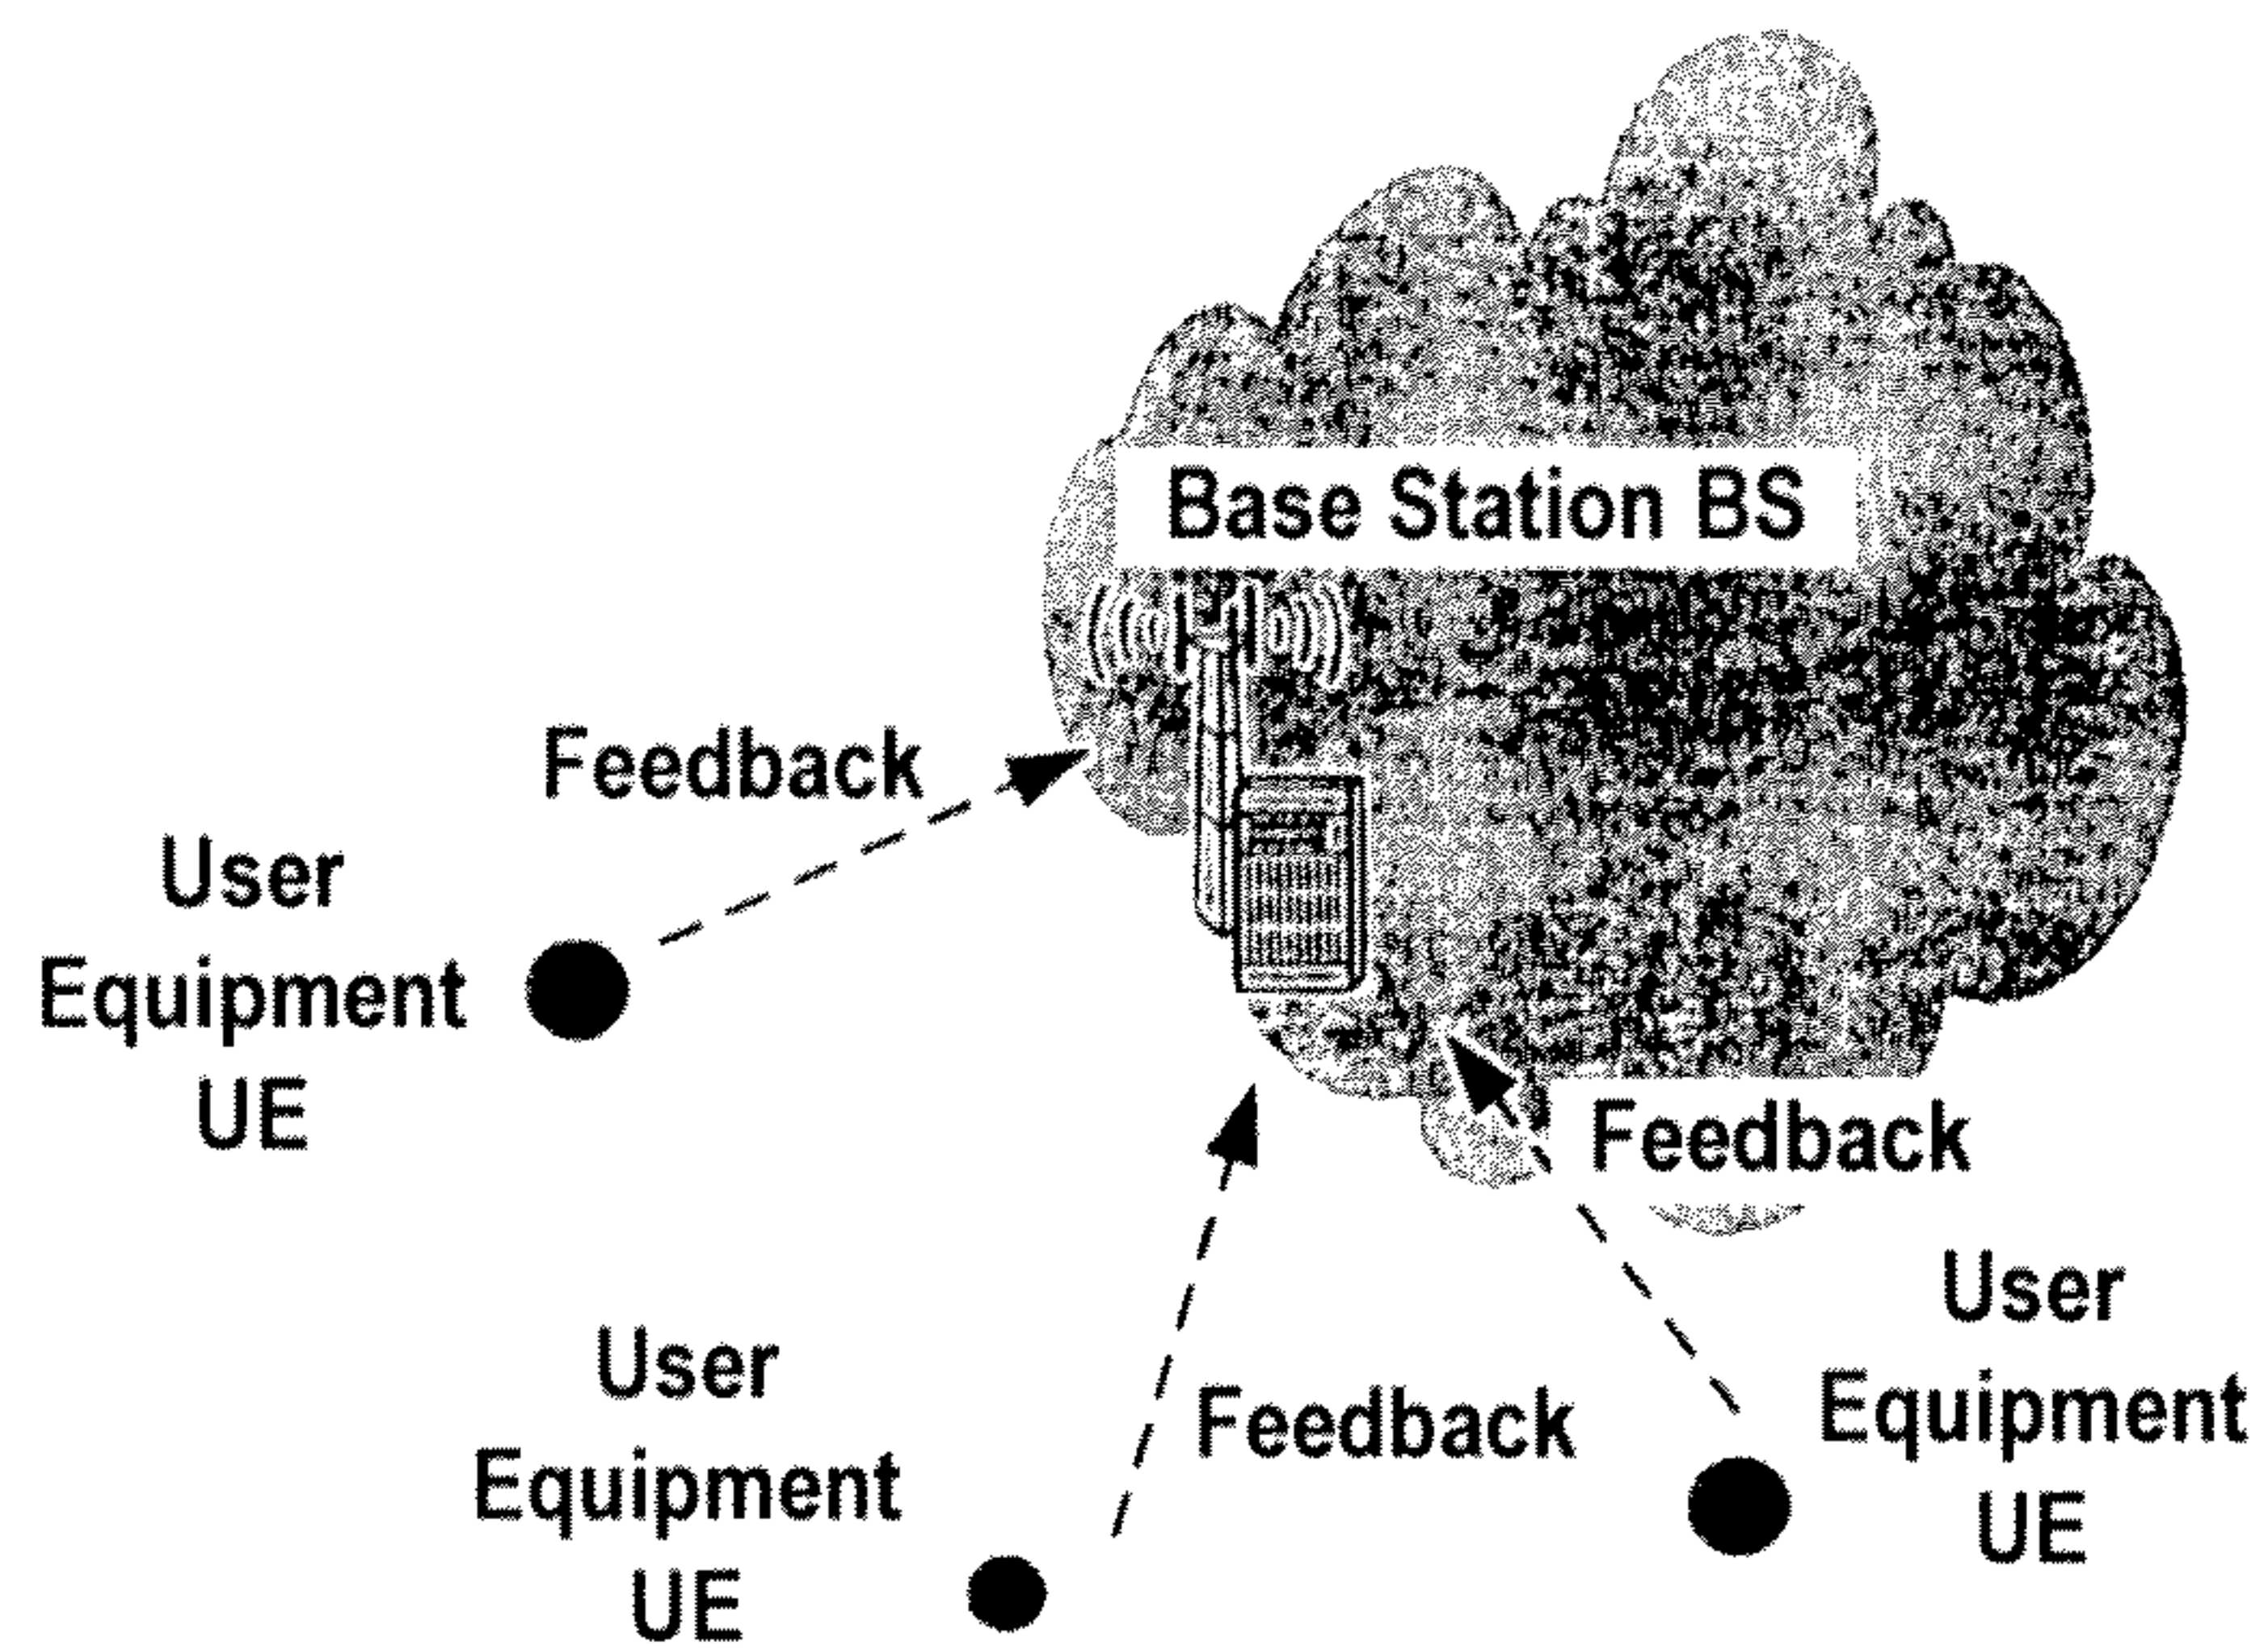 Base Station BS
Feedback
User
Equipment
UE
Feedback
User
Equipment
UE
Feedback
User
Equipment
UE